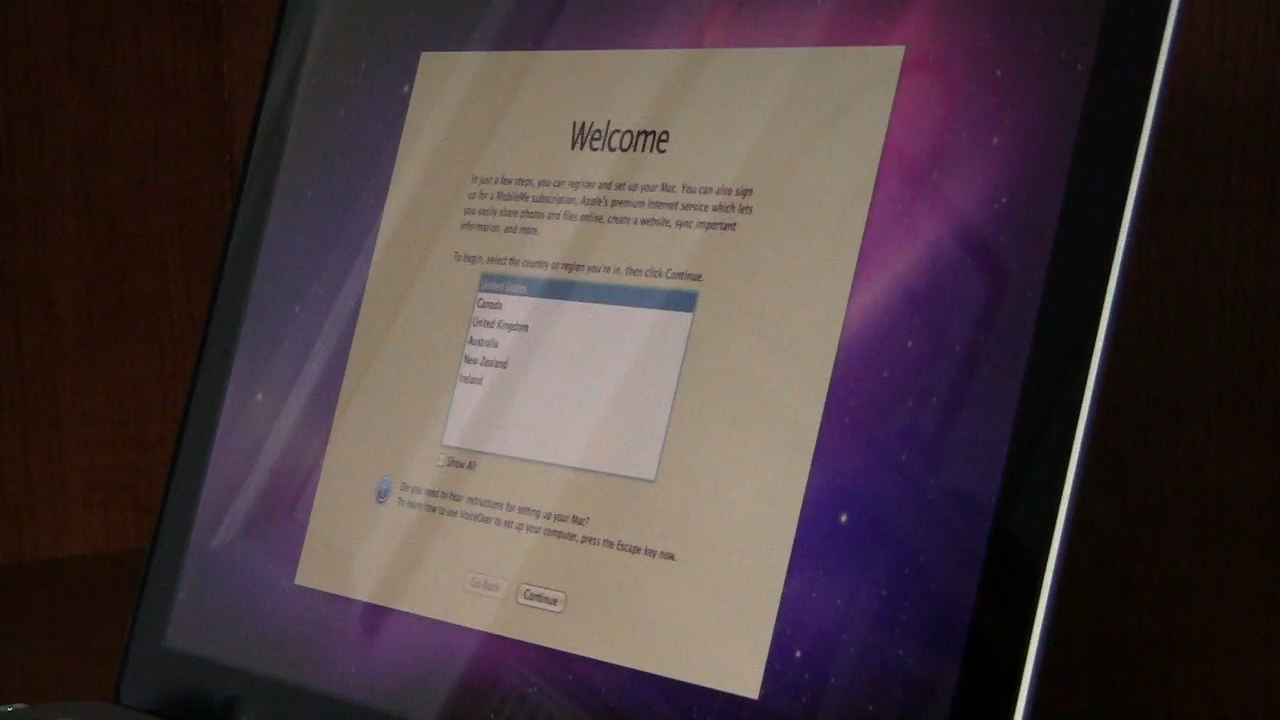 Welcome
In just a few steps, you can register and set up your Mac. You can also sign
up for a MobileMe subscription, Apple's premium Internet service which lets
you easily share photos and files online, create a website, sync important
information, and more.
To begin, select the country or region you're in, then click Continue.
United States
Canada
United Kingdom
Australia
New Zealand
Ireland
Show All
Do you need to hear instructions for setting up your Mac?
To learn how to use VoiceOver to set up your computer, press the Escape key now.
Go Back
Continue